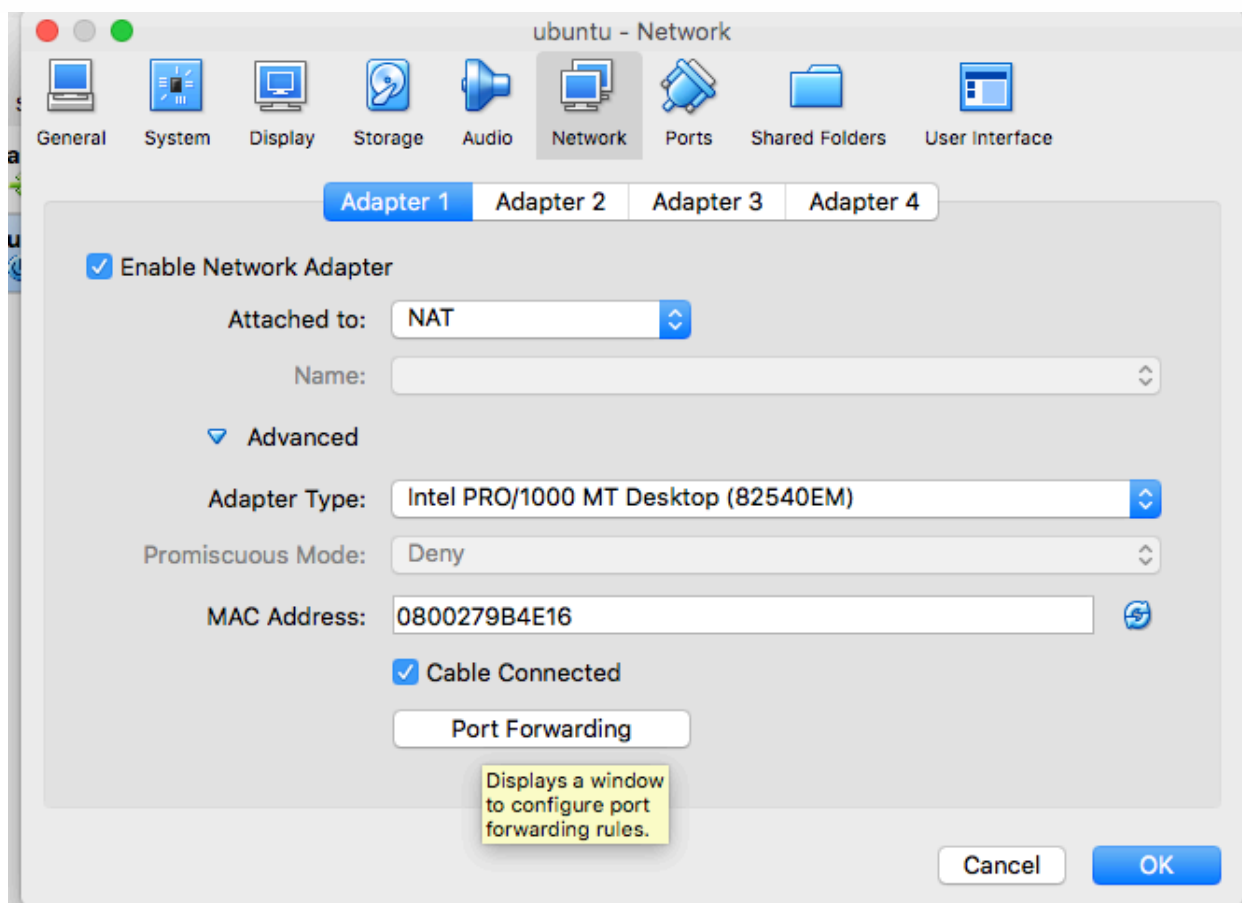 ubuntu - Network
General System Display Storage Audio Network Ports Shared Folders User Interface
Adapter 1 Adapter 2 Adapter 3 Adapter 4
Enable Network Adapter
Attached to: NAT
Name:
Advanced
Adapter Type: Intel PRO/1000 MT Desktop (82540EM)
Promiscuous Mode: Deny
MAC Address: 0800279B4E16
Cable Connected
Port Forwarding
Displays a window
to configure port
forwarding rules.
Cancel OK